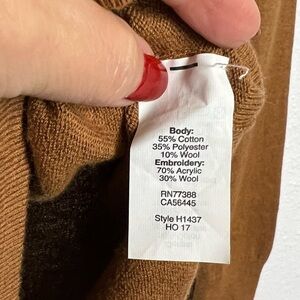 Body:
55% Cotton
35% Polyester
10% Wool
Embroidery:
70% Acrylic
30% Wool
RN77388
CA56445
Style H1437
HO 17